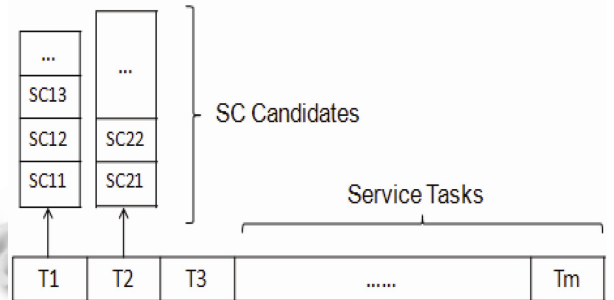 ...
...
SC13
SC Candidates
SC12
SC22
SC11
SC21
Service Tasks
T1
T2
T3
......
Tm